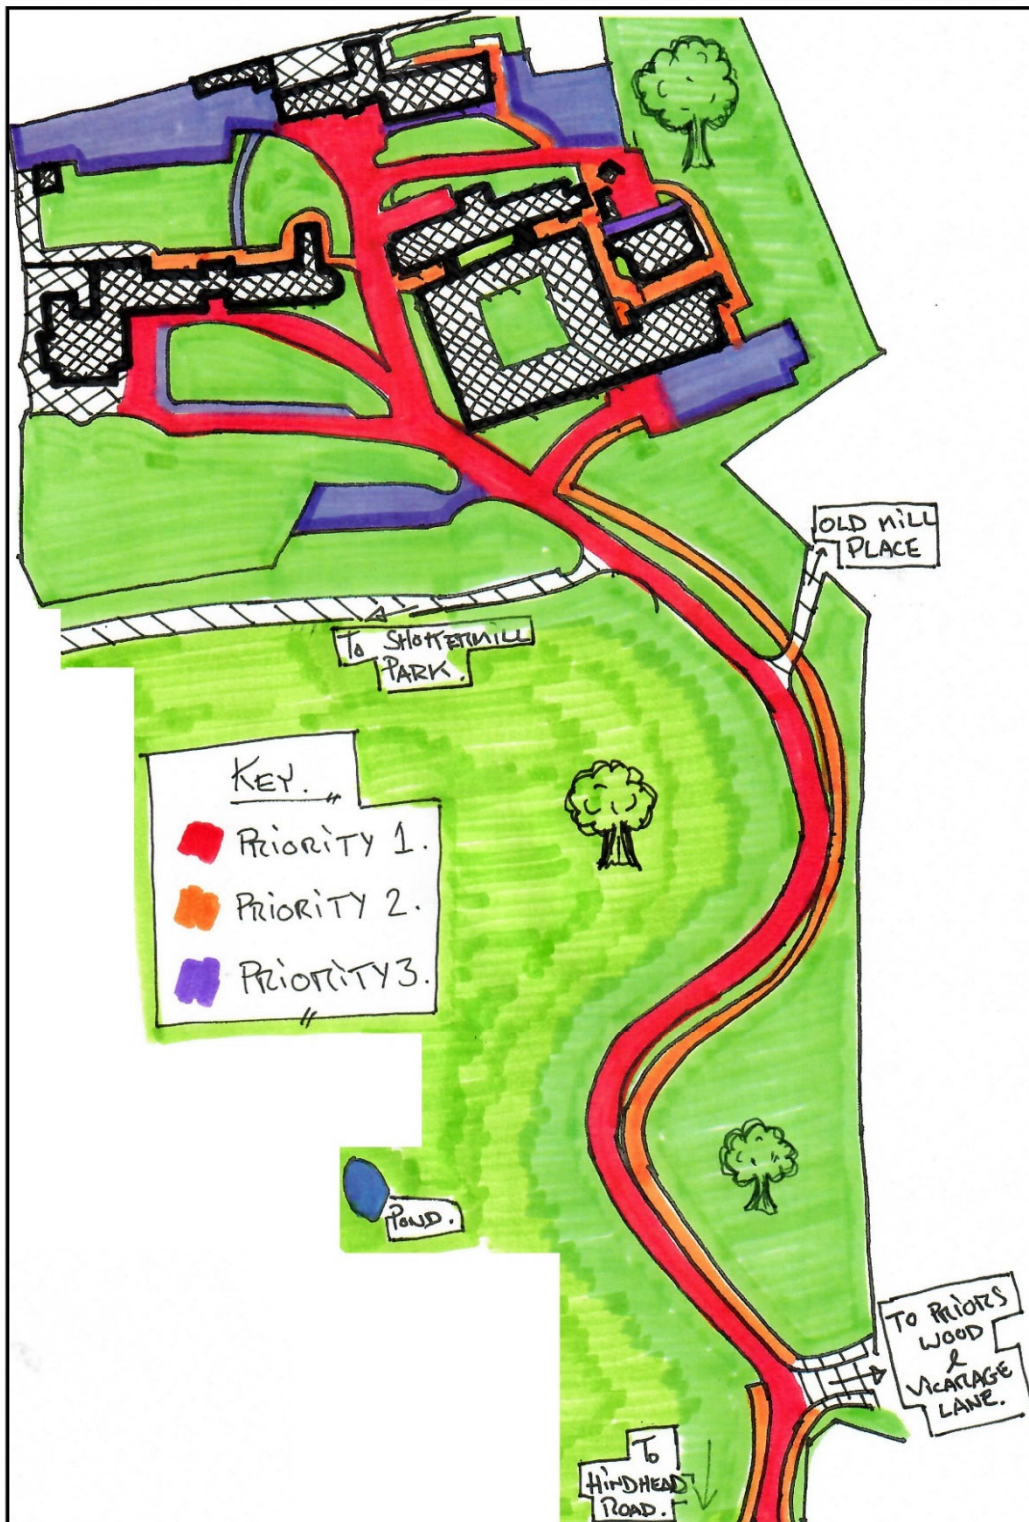 OLD MILL
PLACE
TO SHOTTERMILL
PARK.
KEY.
PRIORITY 1.
PRIORITY 2.
PRIORITY 3.
POND.
TO PRIORS
WOOD
&
VICARAGE
LANE.
TO
HINDHEAD
ROAD.